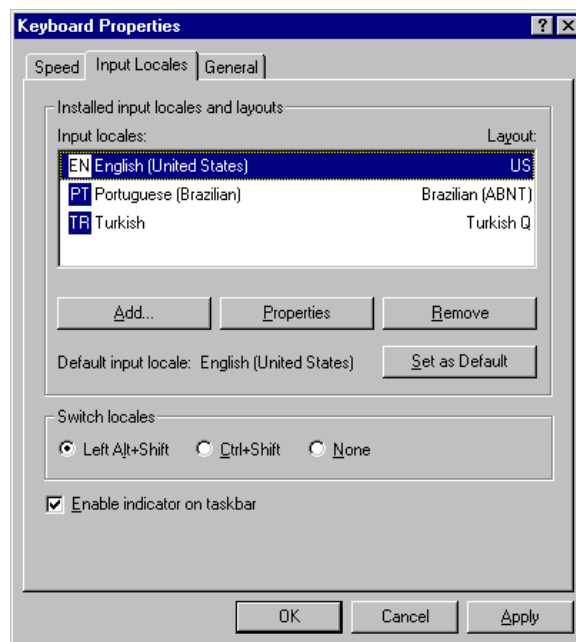 Keyboard Properties
Speed Input Locales General
Installed input locales and layouts
Input locales: Layout:
EN English (United States) US
PT Portuguese (Brazilian) Brazilian (ABNT)
TR Turkish Turkish Q
Add... Properties Remove
Default input locale: English (United States) Set as Default
Switch locales
Left Alt+Shift Ctrl+Shift None
Enable indicator on taskbar
OK Cancel Apply